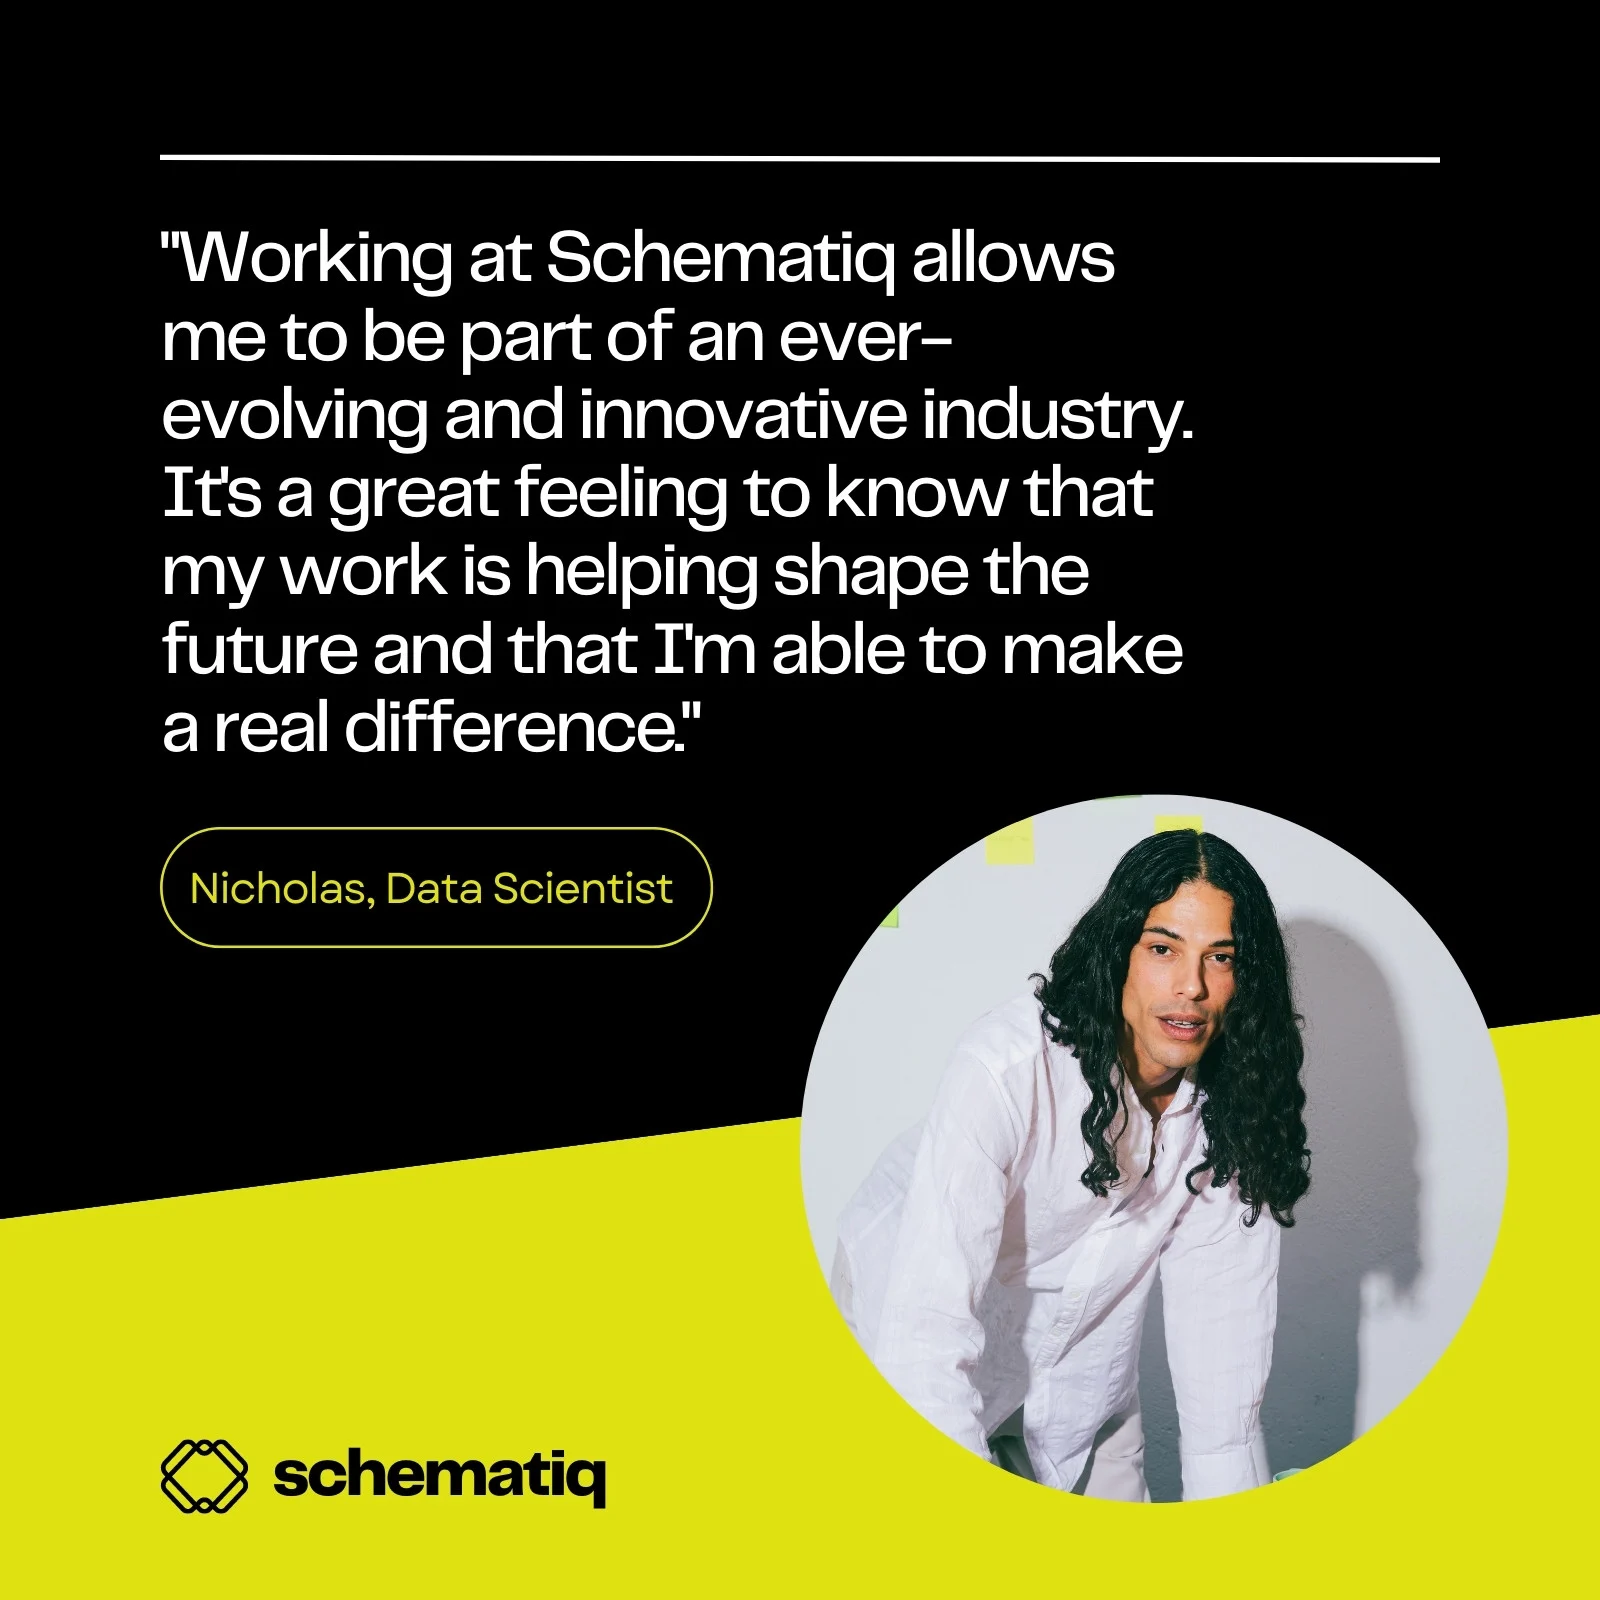 "Working at Schematiq allows
me to be part of an ever-
evolving and innovative industry.
It's a great feeling to know that
my work is helping shape the
future and that I'm able to make
a real difference."
Nicholas, Data Scientist
schematiq